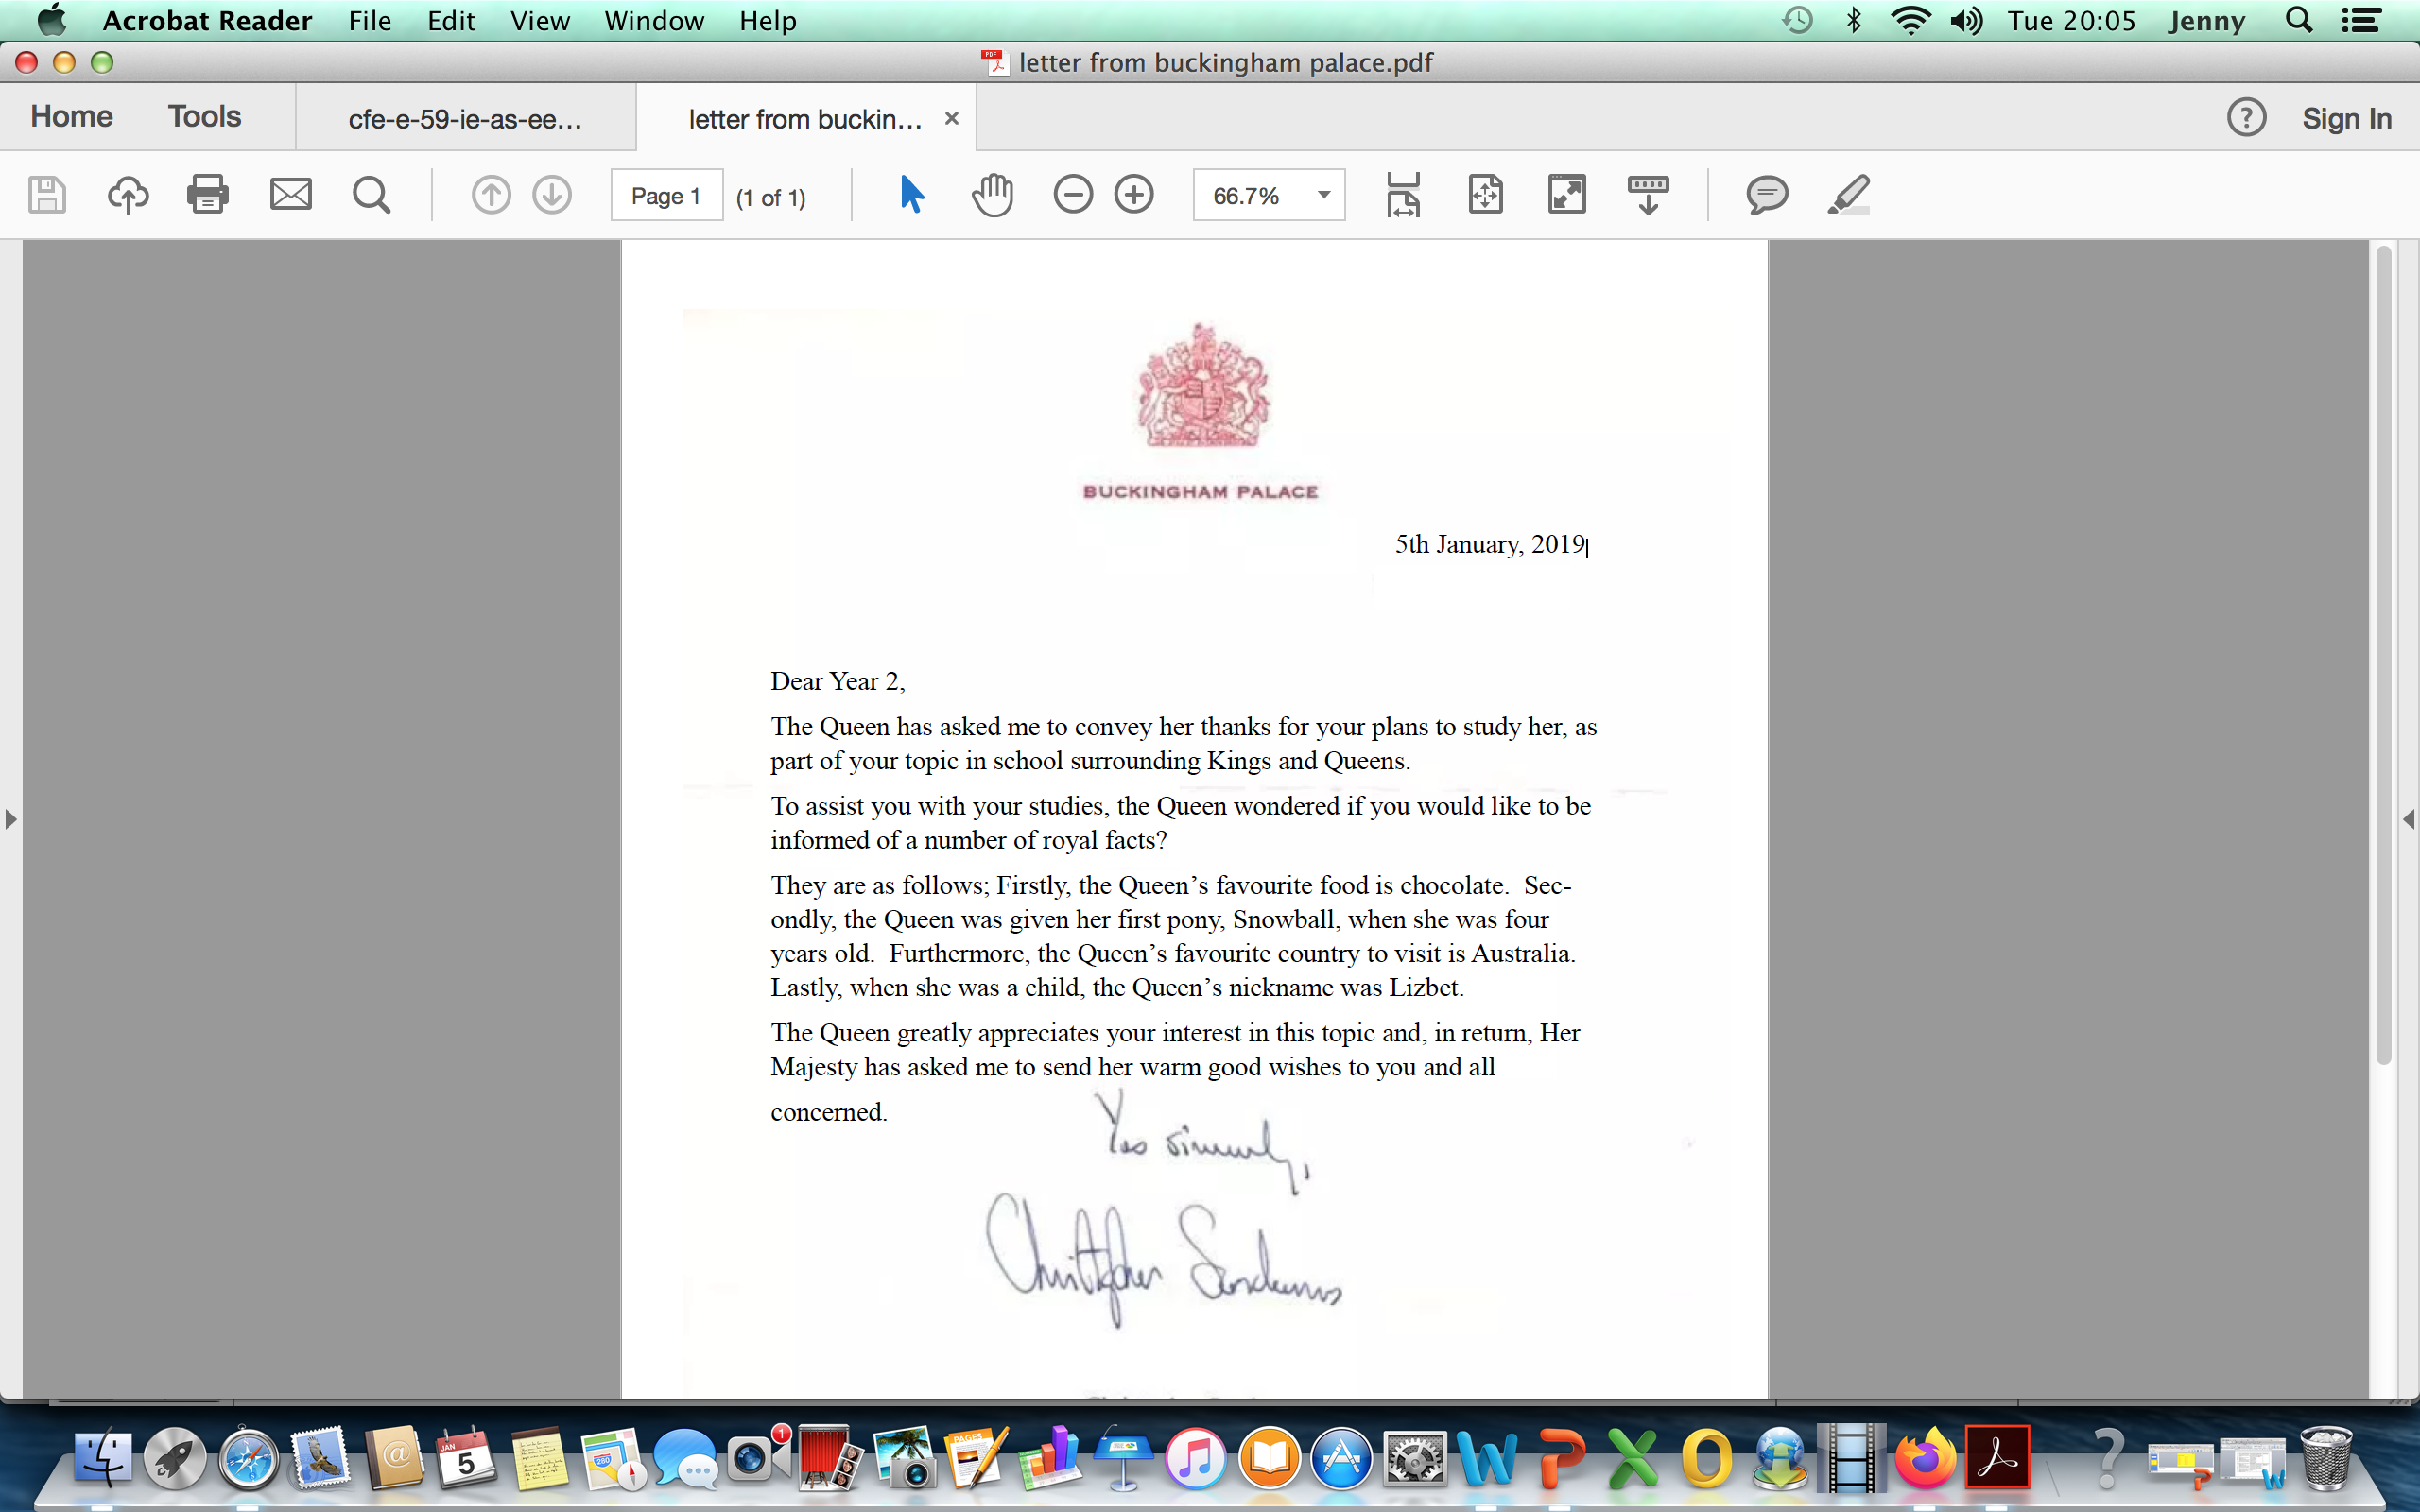 Acrobat Reader File Edit View Window Help Tue 20:05 Jenny
letter from buckingham palace.pdf
Home Tools cfe-e-59-ie-as-ee... letter from buckin... × ? Sign In
Page 1 (1 of 1) 66.7%
BUCKINGHAM PALACE
5th January, 2019
Dear Year 2,
The Queen has asked me to convey her thanks for your plans to study her, as
part of your topic in school surrounding Kings and Queens.
To assist you with your studies, the Queen wondered if you would like to be
informed of a number of royal facts?
They are as follows; Firstly, the Queen’s favourite food is chocolate.  Sec-
ondly, the Queen was given her first pony, Snowball, when she was four
years old.  Furthermore, the Queen’s favourite country to visit is Australia.
Lastly, when she was a child, the Queen’s nickname was Lizbet.
The Queen greatly appreciates your interest in this topic and, in return, Her
Majesty has asked me to send her warm good wishes to you and all
concerned.
sincerely,
Christopher
JAN
5
1
PAGES
280
?